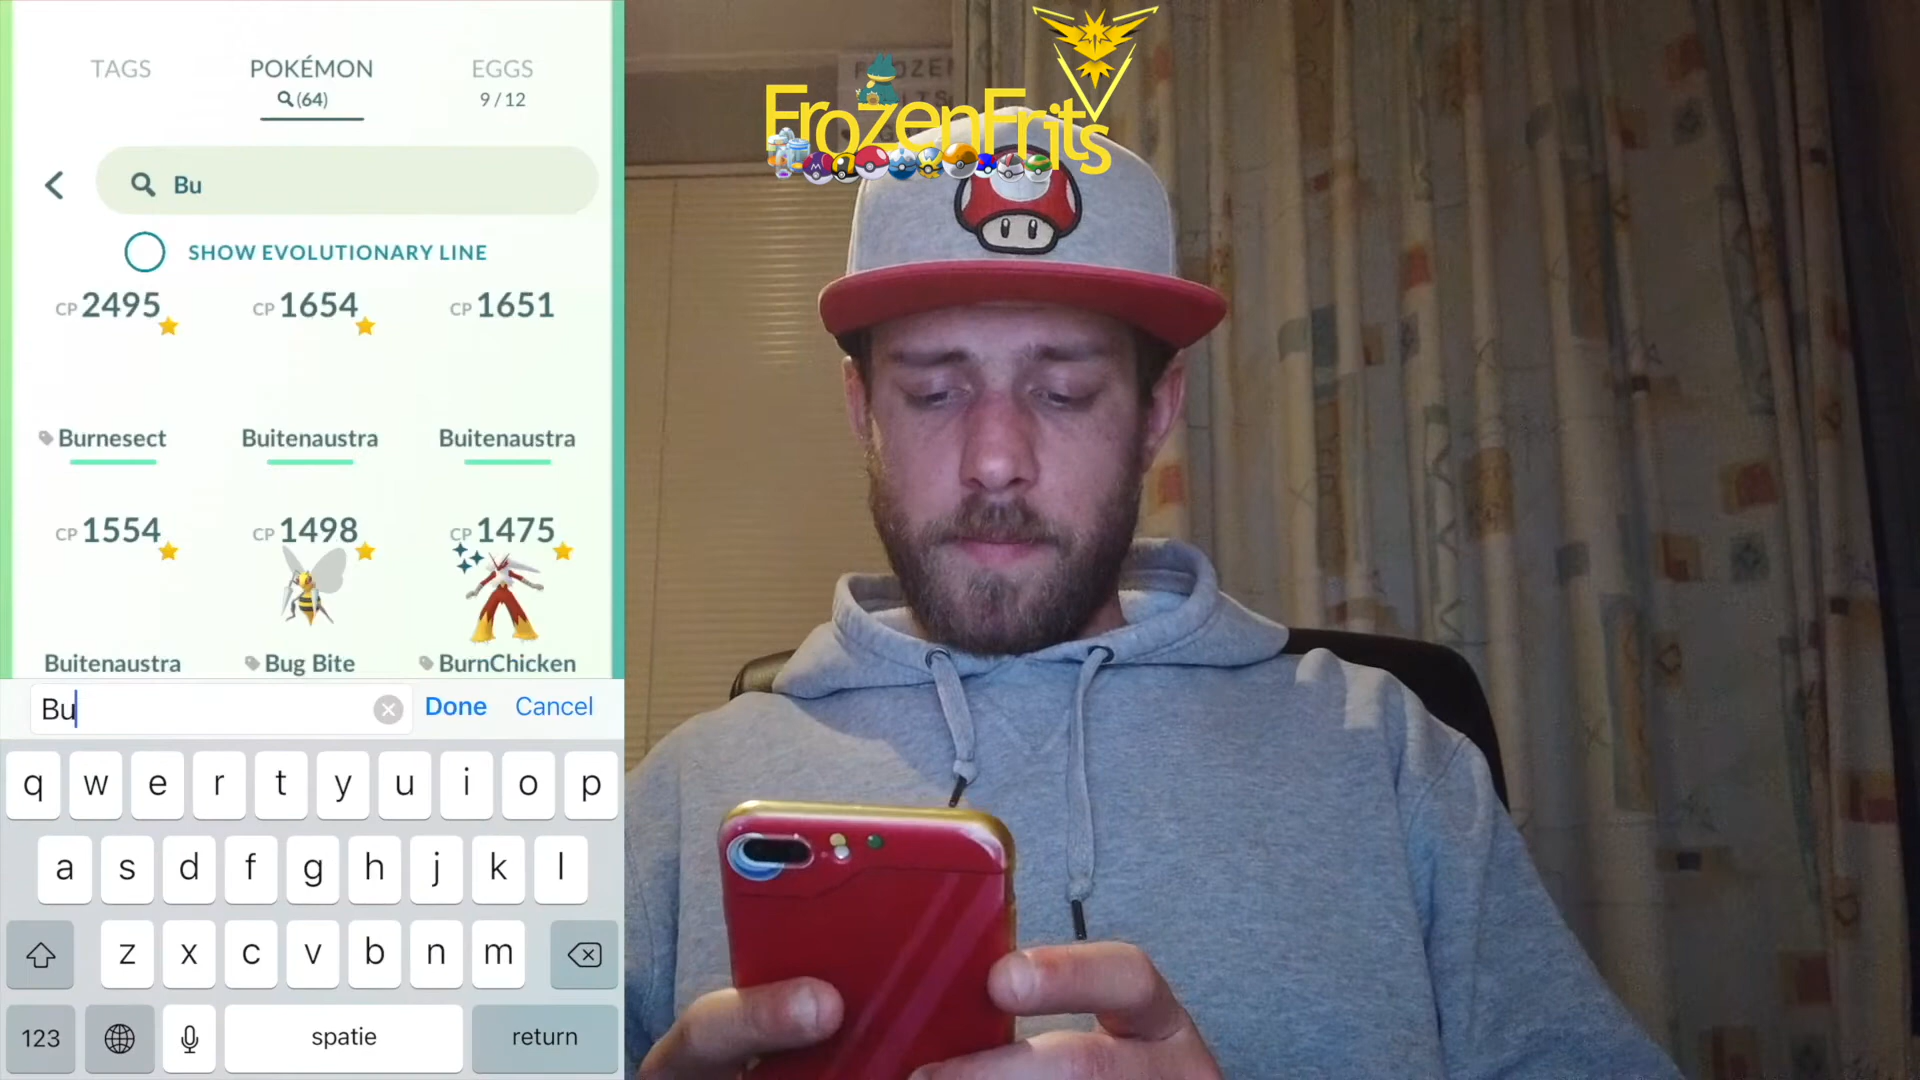 TAGS
POKÉMON
EGGS
(64)
9 / 12
Bu
SHOW EVOLUTIONARY LINE
CP 2495
CP 1654
CP 1651
Burnesect
Buitenaustra
Buitenaustra
CP 1554
CP 1498
CP 1475
Buitenaustra
Bug Bite
BurnChicken
Bu
Done
Cancel
q w e r t y u i o p
a s d f g h j k l
z x c v b n m
123
spatie
return
FrozenFrits